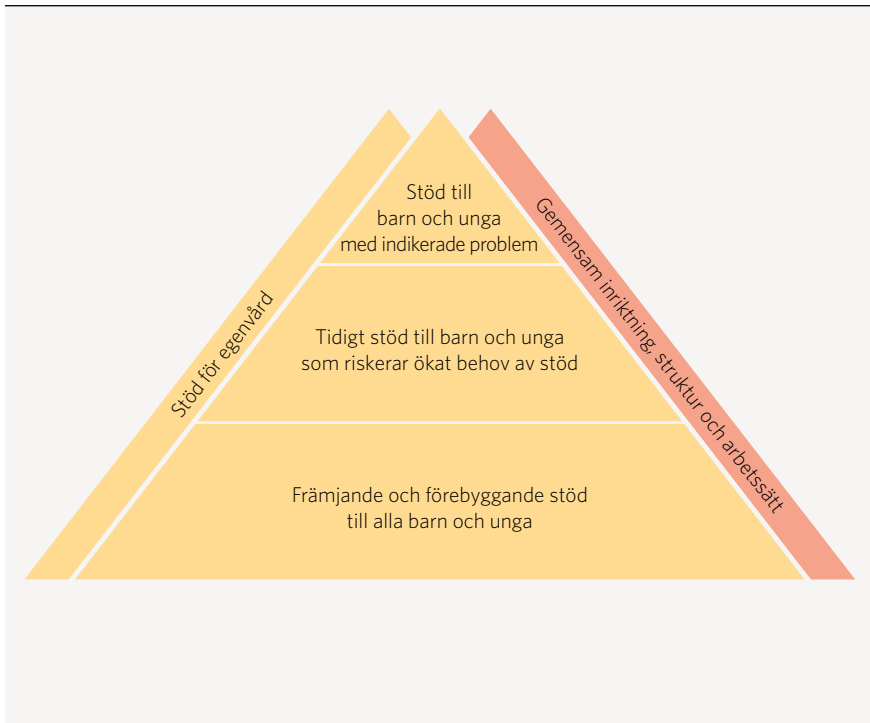 Stöd till
barn och unga
med indikerade problem
Tidigt stöd till barn och unga
som riskerar ökat behov av stöd
Främjande och förebyggande stöd
till alla barn och unga
Stöd för egenvård
Gemensam inriktning, struktur och arbetssätt